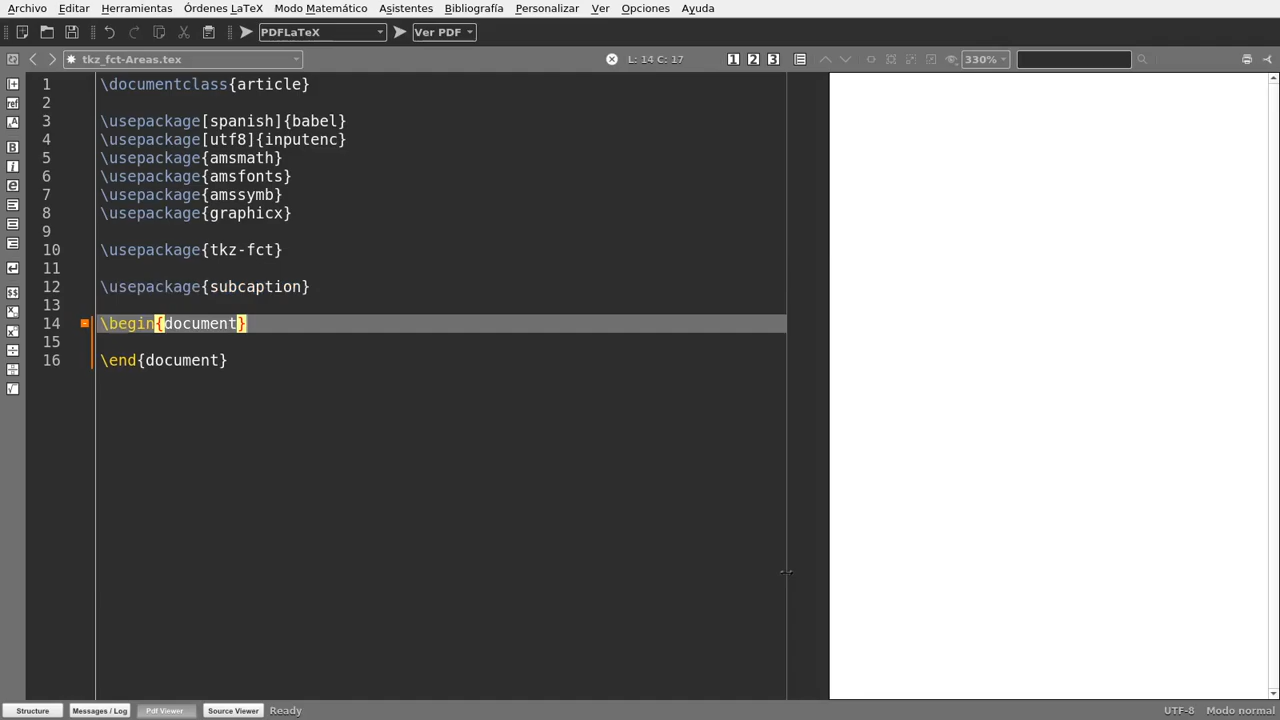 Archivo Editar Herramientas Órdenes LaTeX Modo Matemático Asistentes Bibliografía Personalizar Ver Opciones Ayuda
PDFLaTeX Ver PDF
tkz_fct-Areas.tex L: 14 C: 17 1 2 3 330%
1 \documentclass{article}
2
3 \usepackage[spanish]{babel}
4 \usepackage[utf8]{inputenc}
5 \usepackage{amsmath}
6 \usepackage{amsfonts}
7 \usepackage{amssymb}
8 \usepackage{graphicx}
9
10 \usepackage{tkz-fct}
11
12 \usepackage{subcaption}
13
14 \begin{document}
15
16 \end{document}
ref
B
i
e
$$
Structure Messages / Log Pdf Viewer Source Viewer Ready UTF-8 Modo normal